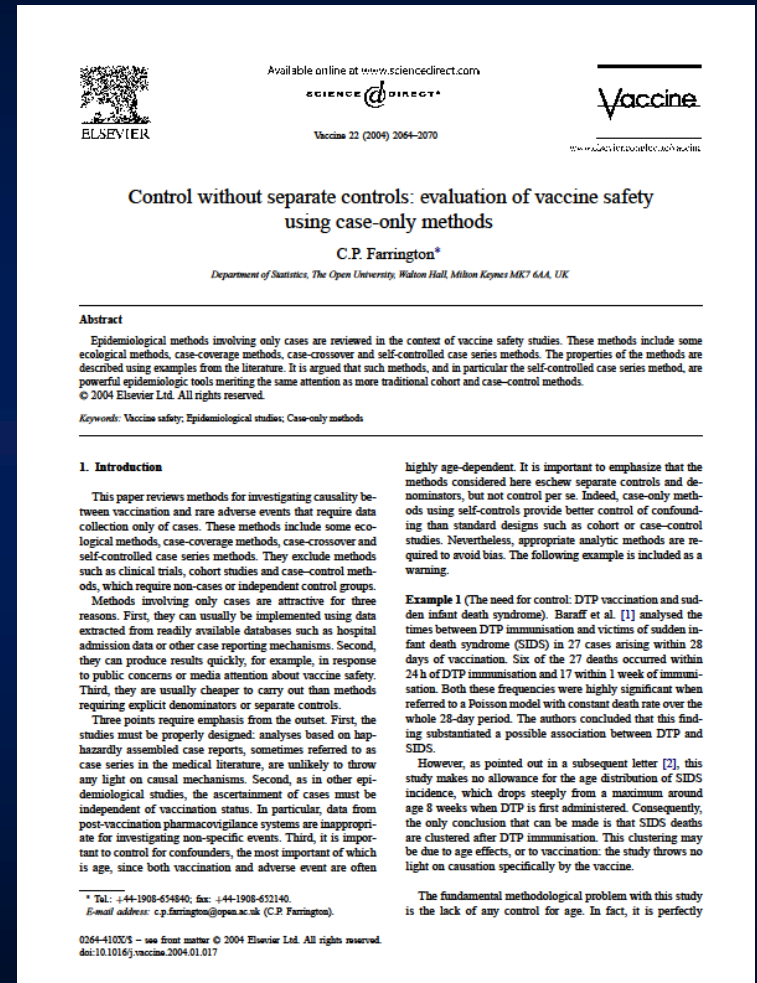 Available online at www.sciencedirect.com
SCIENCE DIRECT•
ELSEVIER
Vaccine 22 (2004) 2064–2070
Vaccine
Control without separate controls: evaluation of vaccine safety
using case-only methods
C.P. Farrington*
Department of Statistics, The Open University, Walton Hall, Milton Keynes MK7 6AA, UK
Abstract
Epidemiological methods involving only cases are reviewed in the context of vaccine safety studies. These methods include some
ecological methods, case-coverage methods, case-crossover and self-controlled case series methods. The properties of the methods are
described using examples from the literature. It is argued that such methods, and in particular the self-controlled case series method, are
powerful epidemiologic tools meriting the same attention as more traditional cohort and case–control methods.
© 2004 Elsevier Ltd. All rights reserved.
Keywords: Vaccine safety; Epidemiological studies; Case-only methods
1. Introduction
This paper reviews methods for investigating causality be-
tween vaccination and rare adverse events that require data
collection only of cases. These methods include some eco-
logical methods, case-coverage methods, case-crossover and
self-controlled case series methods. They exclude methods
such as clinical trials, cohort studies and case–control meth-
ods, which require non-cases or independent control groups.
Methods involving only cases are attractive for three
reasons. First, they can usually be implemented using data
extracted from readily available databases such as hospital
admission data or other case reporting mechanisms. Second,
they can produce results quickly, for example, in response
to public concerns or media attention about vaccine safety.
Third, they are usually cheaper to carry out than methods
requiring explicit denominators or separate controls.
Three points require emphasis from the outset. First, the
studies must be properly designed: analyses based on hap-
hazardly assembled case reports, sometimes referred to as
case series in the medical literature, are unlikely to throw
any light on causal mechanisms. Second, as in other epi-
demiological studies, the ascertainment of cases must be
independent of vaccination status. In particular, data from
post-vaccination pharmacovigilance systems are inappropri-
ate for investigating non-specific events. Third, it is impor-
tant to control for confounders, the most important of which
is age, since both vaccination and adverse event are often
* Tel.: +44-1908-654840; fax: +44-1908-652140.
E-mail address: c.p.farrington@open.ac.uk (C.P. Farrington).
highly age-dependent. It is important to emphasize that the
methods considered here eschew separate controls and de-
nominators, but not control per se. Indeed, case-only meth-
ods using self-controls provide better control of confound-
ing than standard designs such as cohort or case–control
studies. Nevertheless, appropriate analytic methods are re-
quired to avoid bias. The following example is included as a
warning.
Example 1 (The need for control: DTP vaccination and sud-
den infant death syndrome). Baraff et al. [1] analysed the
times between DTP immunisation and victims of sudden in-
fant death syndrome (SIDS) in 27 cases arising within 28
days of vaccination. Six of the 27 deaths occurred within
24 h of DTP immunisation and 17 within 1 week of immuni-
sation. Both these frequencies were highly significant when
referred to a Poisson model with constant death rate over the
whole 28-day period. The authors concluded that this find-
ing substantiated a possible association between DTP and
SIDS.
However, as pointed out in a subsequent letter [2], this
study makes no allowance for the age distribution of SIDS
incidence, which drops steeply from a maximum around
age 8 weeks when DTP is first administered. Consequently,
the only conclusion that can be made is that SIDS deaths
are clustered after DTP immunisation. This clustering may
be due to age effects, or to vaccination: the study throws no
light on causation specifically by the vaccine.
The fundamental methodological problem with this study
is the lack of any control for age. In fact, it is perfectly
0264-410X/$ – see front matter © 2004 Elsevier Ltd. All rights reserved.
doi:10.1016/j.vaccine.2004.01.017